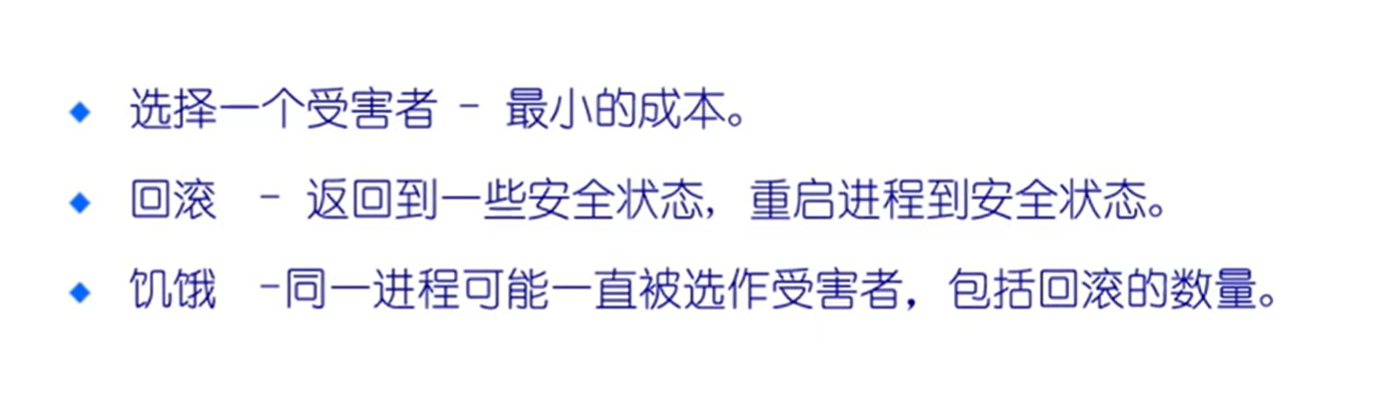 选择一个受害者 - 最小的成本。
回滚 - 返回到一些安全状态, 重启进程到安全状态。
饥饿 -同一进程可能一直被选作受害者，包括回滚的数量。